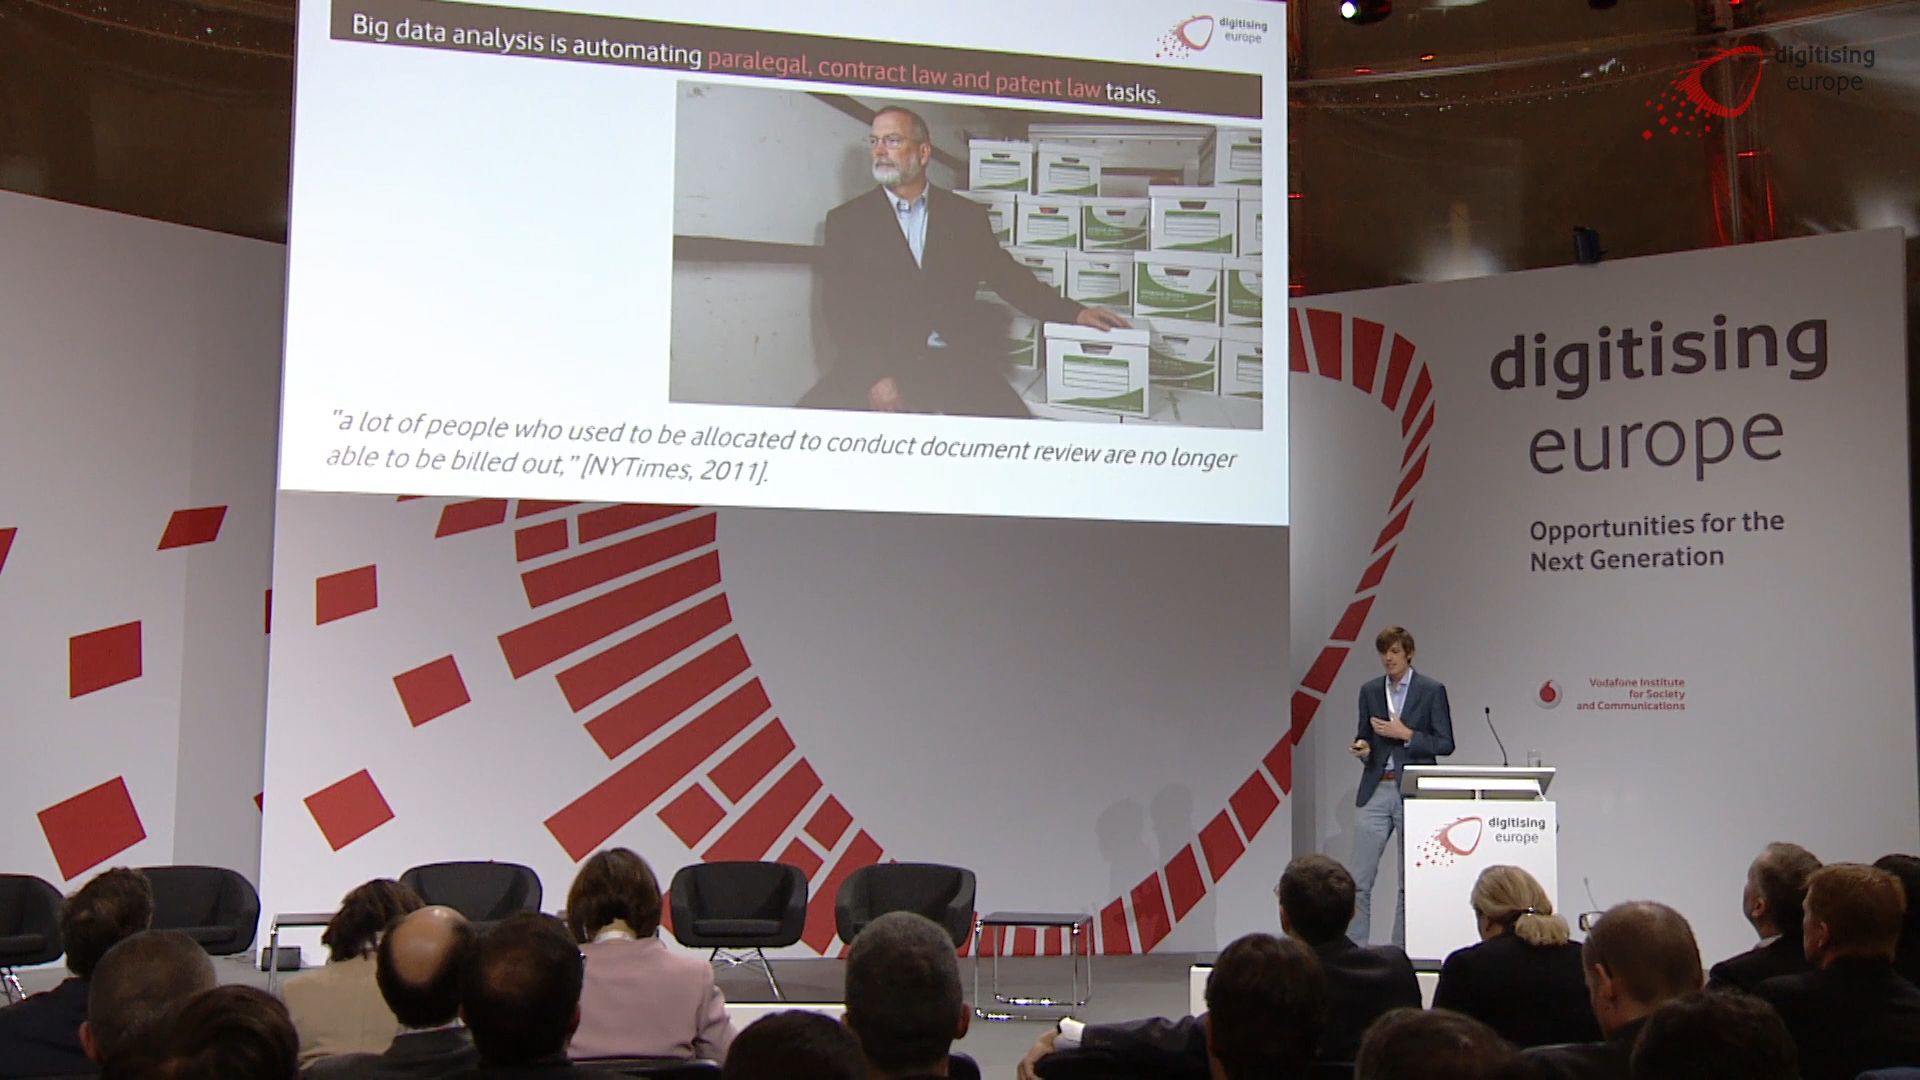 Big data analysis is automating paralegal, contract law and patent law tasks.
digitising
europe
"a lot of people who used to be allocated to conduct document review are no longer
able to be billed out," [NYTimes, 2011].
digitising
europe
digitising
europe
Opportunities for the
Next Generation
Vodafone Institute
for Society
and Communications
digitising
europe